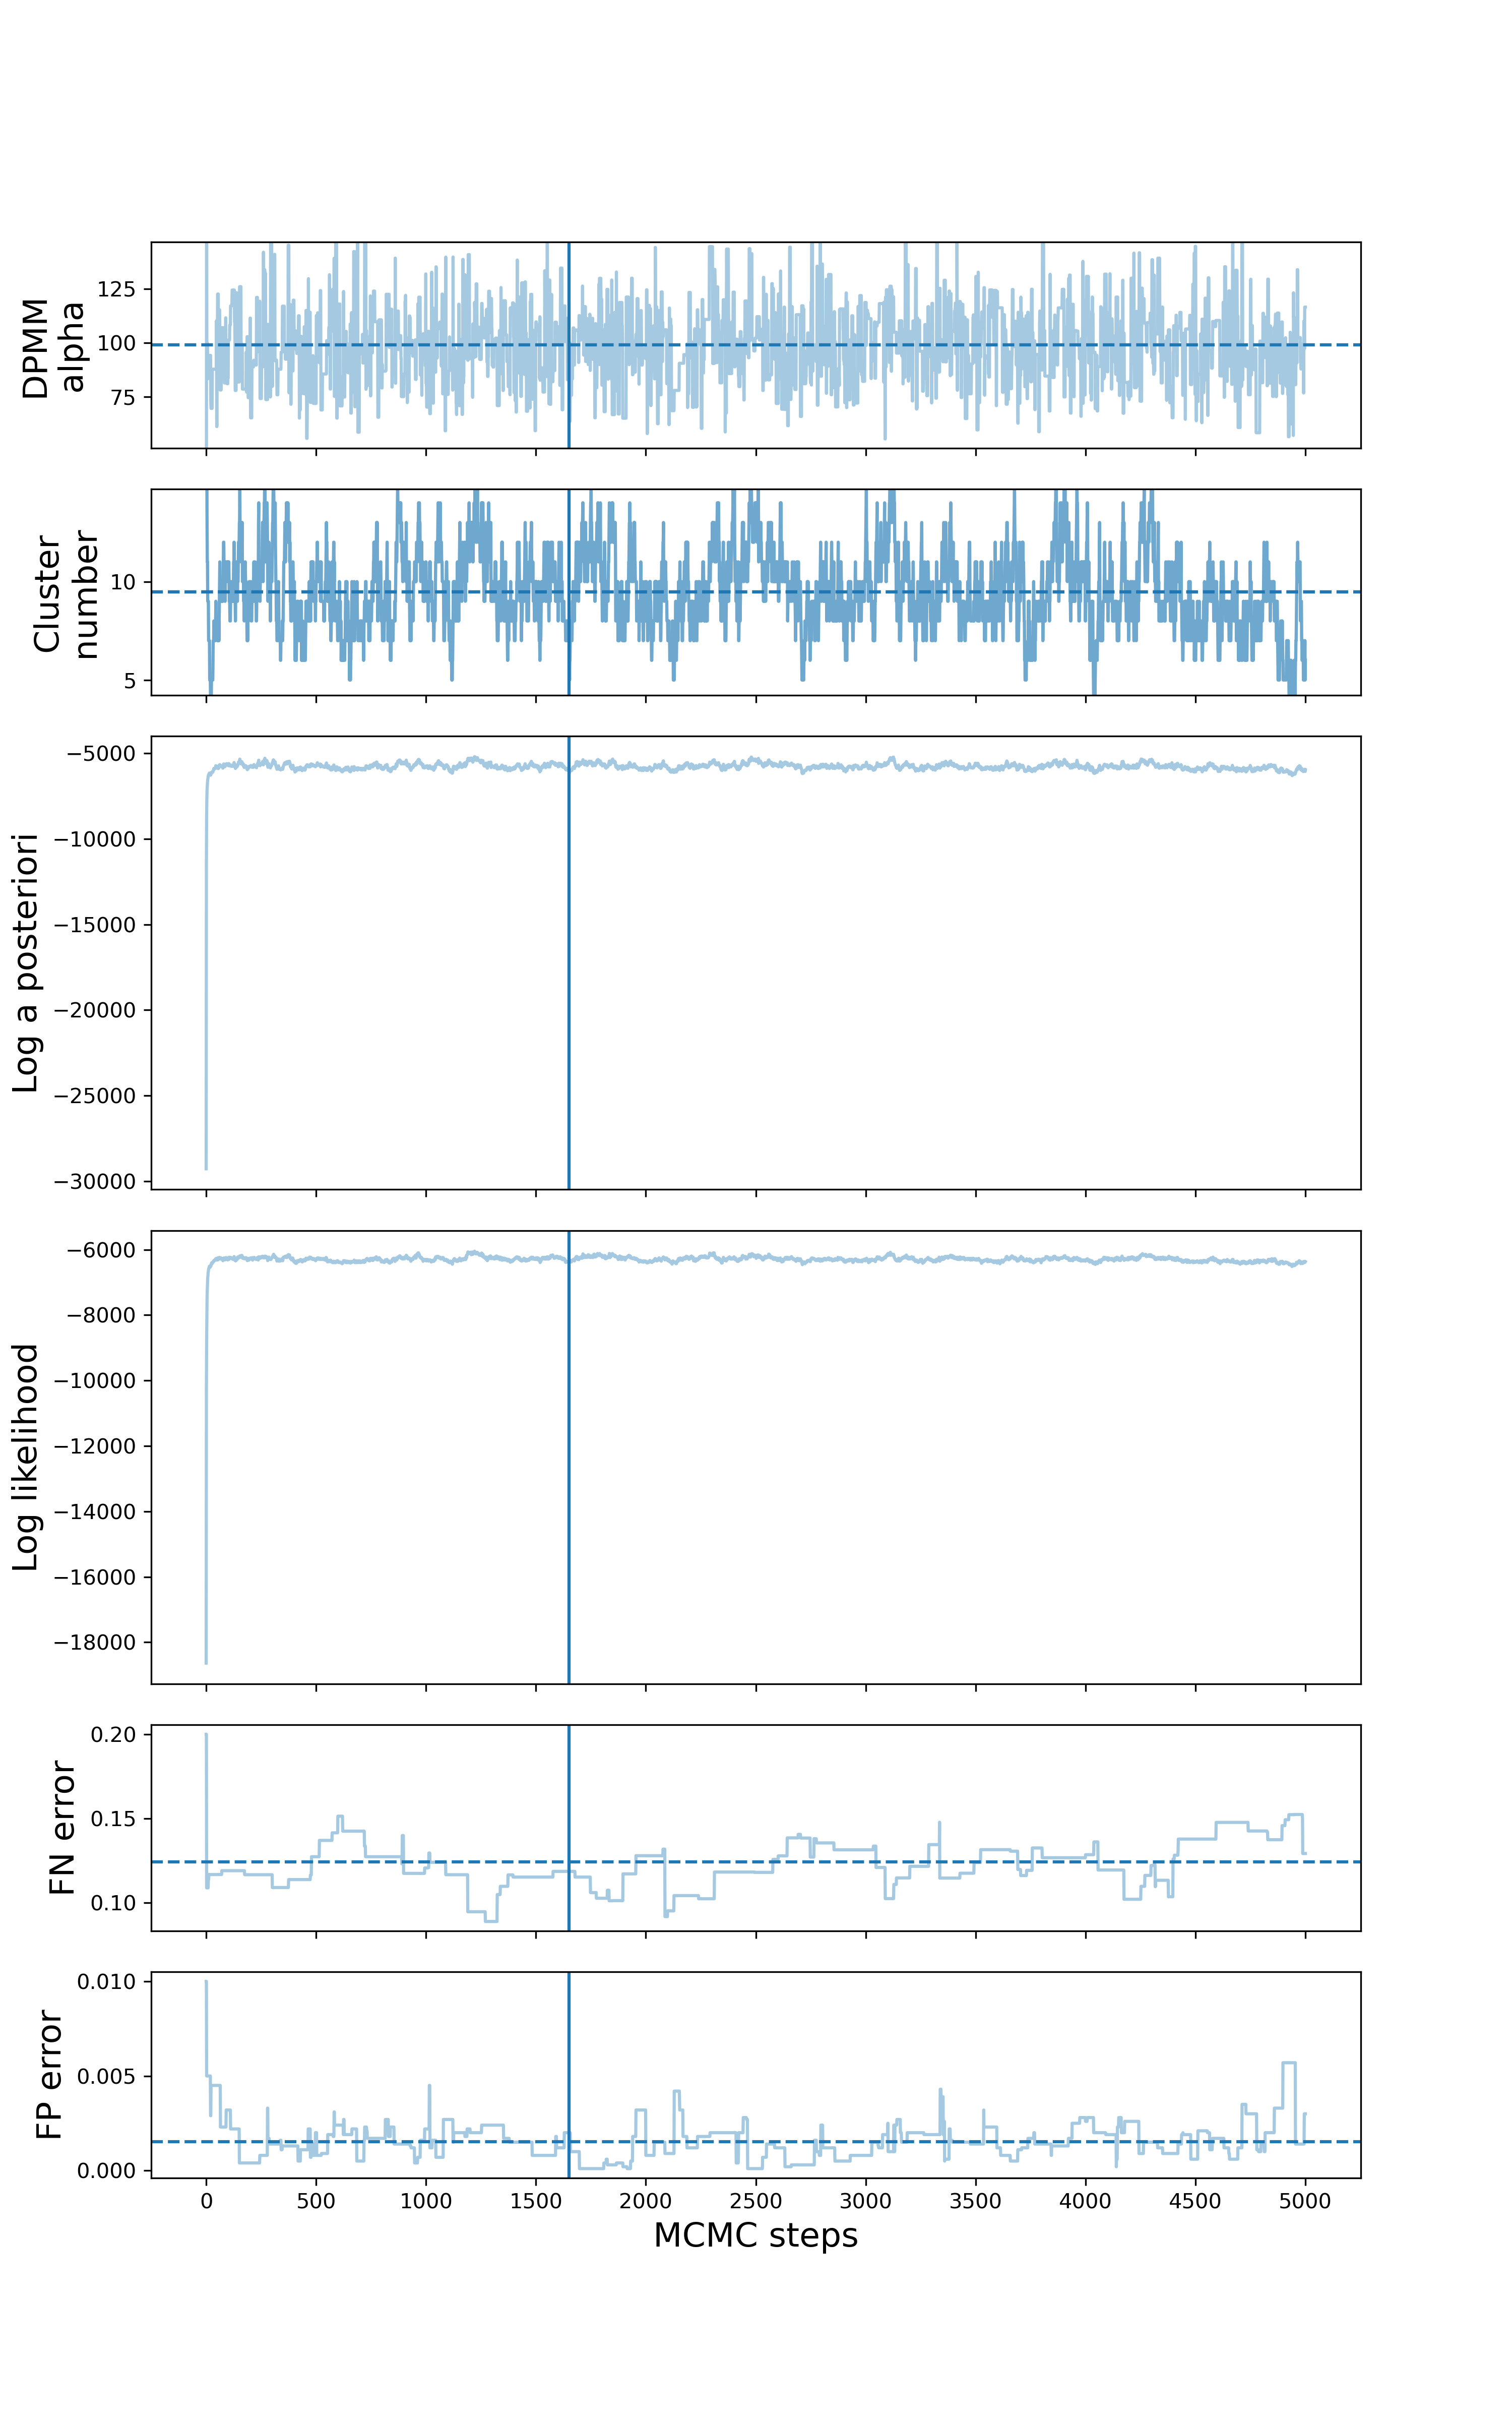 DPMM
alpha
125
100
75
Cluster
number
10
5
Log a posteriori
−5000
−10000
−15000
−20000
−25000
−30000
Log likelihood
−6000
−8000
−10000
−12000
−14000
−16000
−18000
FN error
0.20
0.15
0.10
FP error
0.010
0.005
0.000
0 500 1000 1500 2000 2500 3000 3500 4000 4500 5000
MCMC steps